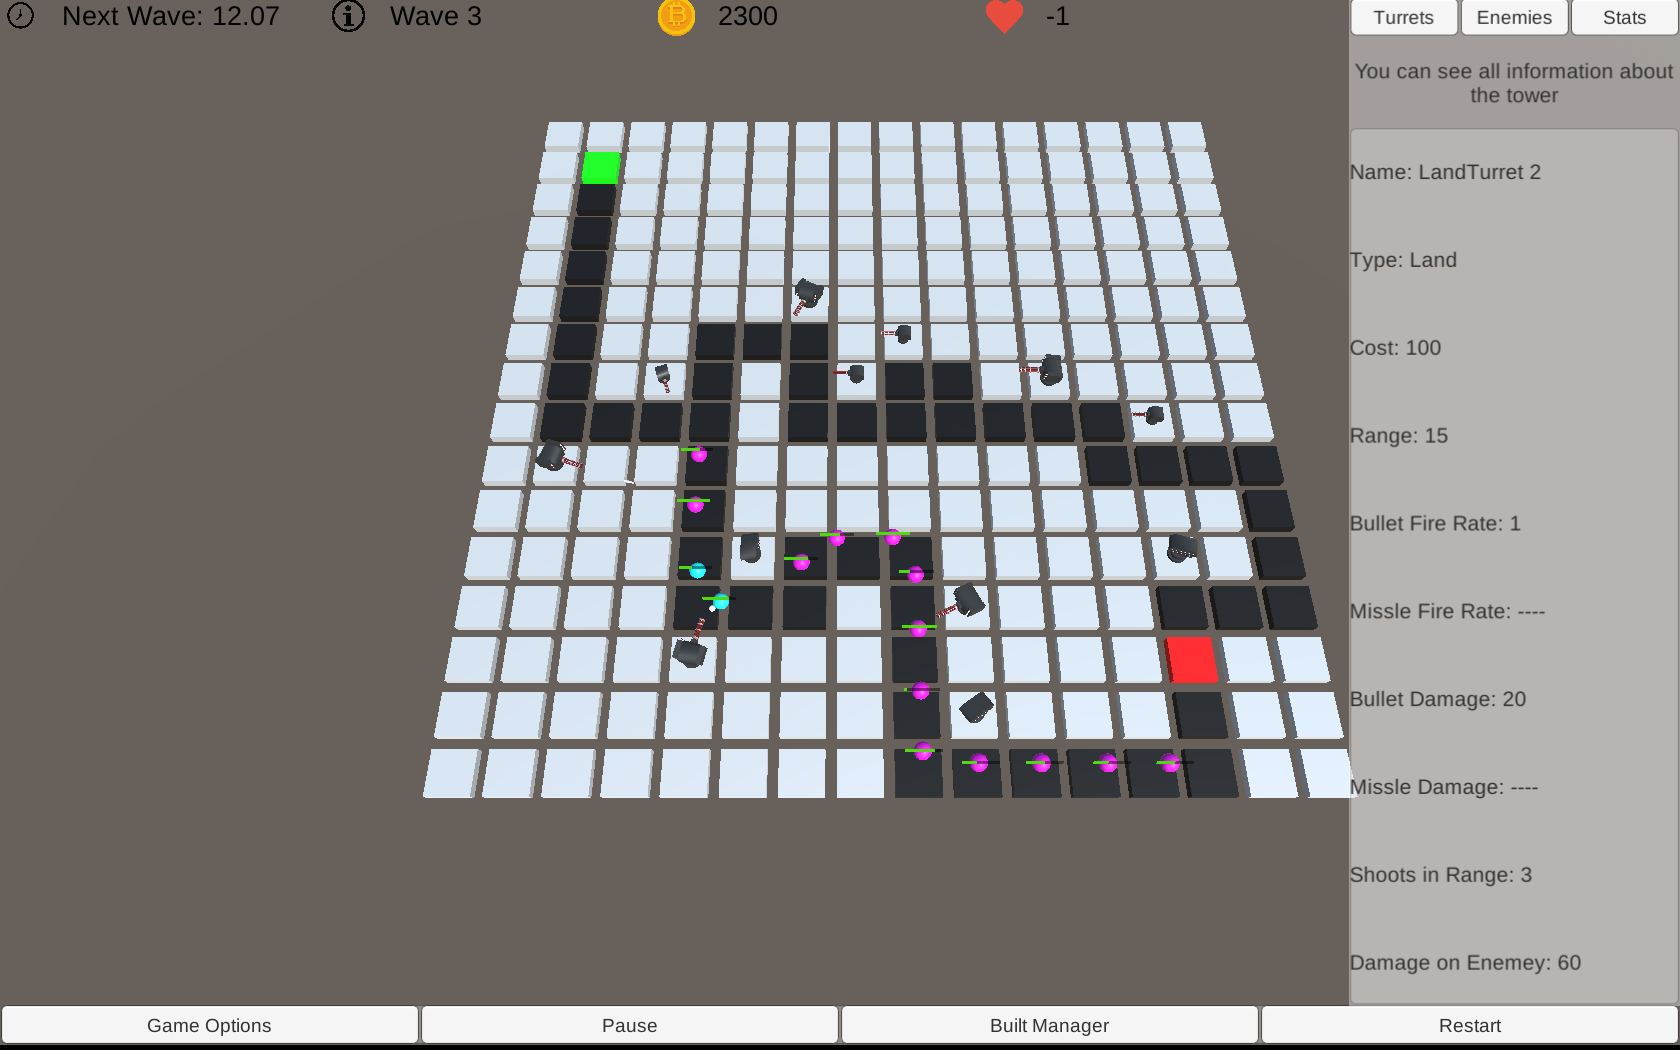 Next Wave: 12.07
Wave 3
2300
-1
Turrets
Enemies
Stats
You can see all information about
the tower
Name: LandTurret 2
Type: Land
Cost: 100
Range: 15
Bullet Fire Rate: 1
Missle Fire Rate: ----
Bullet Damage: 20
Missle Damage: ----
Shoots in Range: 3
Damage on Enemey: 60
Game Options
Pause
Built Manager
Restart